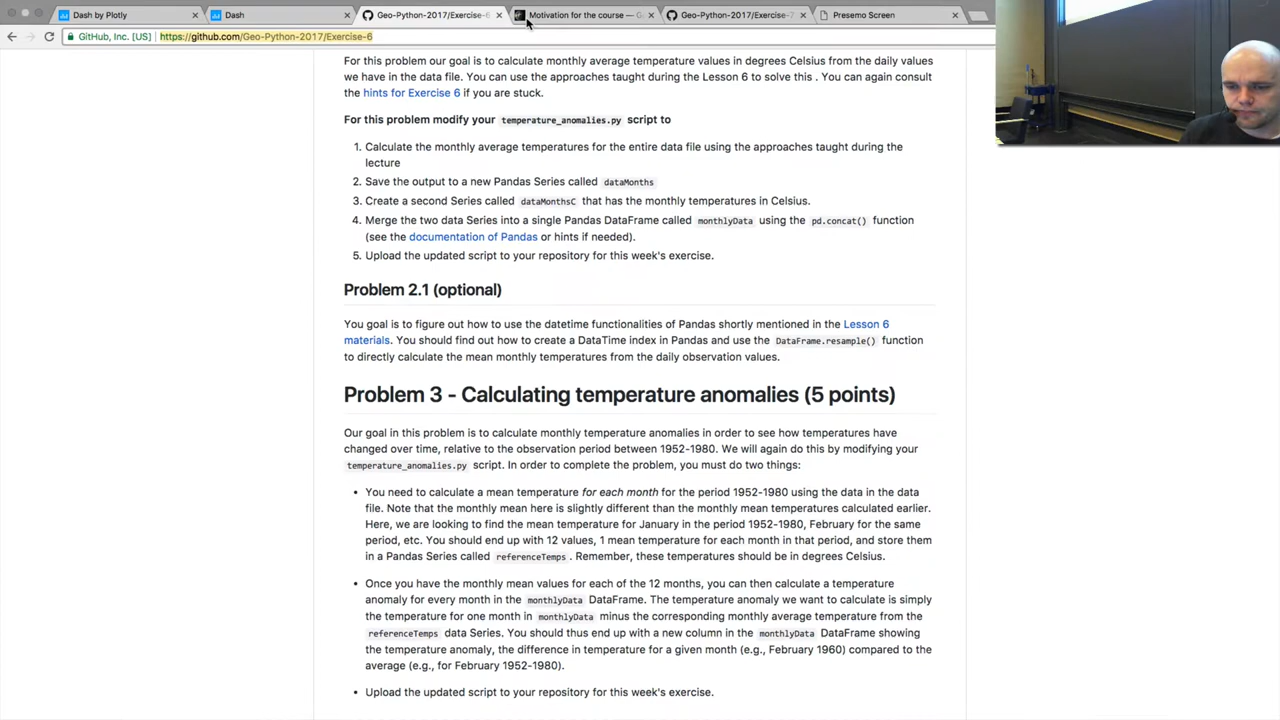 Dash by Plotly
Dash
Geo-Python-2017/Exercise-6
Motivation for the course — G
Geo-Python-2017/Exercise-7
Presemo Screen
GitHub, Inc. [US]
https://github.com/Geo-Python-2017/Exercise-6
For this problem our goal is to calculate monthly average temperature values in degrees Celsius from the daily values
we have in the data file. You can use the approaches taught during the Lesson 6 to solve this . You can again consult
the hints for Exercise 6 if you are stuck.
For this problem modify your temperature_anomalies.py script to
1. Calculate the monthly average temperatures for the entire data file using the approaches taught during the
lecture
2. Save the output to a new Pandas Series called dataMonths
3. Create a second Series called dataMonthsC that has the monthly temperatures in Celsius.
4. Merge the two data Series into a single Pandas DataFrame called monthlyData using the pd.concat() function
(see the documentation of Pandas or hints if needed).
5. Upload the updated script to your repository for this week's exercise.
Problem 2.1 (optional)
You goal is to figure out how to use the datetime functionalities of Pandas shortly mentioned in the Lesson 6
materials. You should find out how to create a DataTime index in Pandas and use the DataFrame.resample() function
to directly calculate the mean monthly temperatures from the daily observation values.
Problem 3 - Calculating temperature anomalies (5 points)
Our goal in this problem is to calculate monthly temperature anomalies in order to see how temperatures have
changed over time, relative to the observation period between 1952-1980. We will again do this by modifying your
temperature_anomalies.py script. In order to complete the problem, you must do two things:
• You need to calculate a mean temperature for each month for the period 1952-1980 using the data in the data
file. Note that the monthly mean here is slightly different than the monthly mean temperatures calculated earlier.
Here, we are looking to find the mean temperature for January in the period 1952-1980, February for the same
period, etc. You should end up with 12 values, 1 mean temperature for each month in that period, and store them
in a Pandas Series called referenceTemps. Remember, these temperatures should be in degrees Celsius.
• Once you have the monthly mean values for each of the 12 months, you can then calculate a temperature
anomaly for every month in the monthlyData DataFrame. The temperature anomaly we want to calculate is simply
the temperature for one month in monthlyData minus the corresponding monthly average temperature from the
referenceTemps data Series. You should thus end up with a new column in the monthlyData DataFrame showing
the temperature anomaly, the difference in temperature for a given month (e.g., February 1960) compared to the
average (e.g., for February 1952-1980).
• Upload the updated script to your repository for this week's exercise.